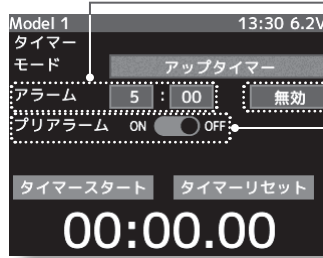 Model 1 13:30 6.2V
タイマー
モード アップタイマー
アラーム 5 : 00 無効
プリアラーム ON OFF
タイマースタート タイマーリセット
00:00.00